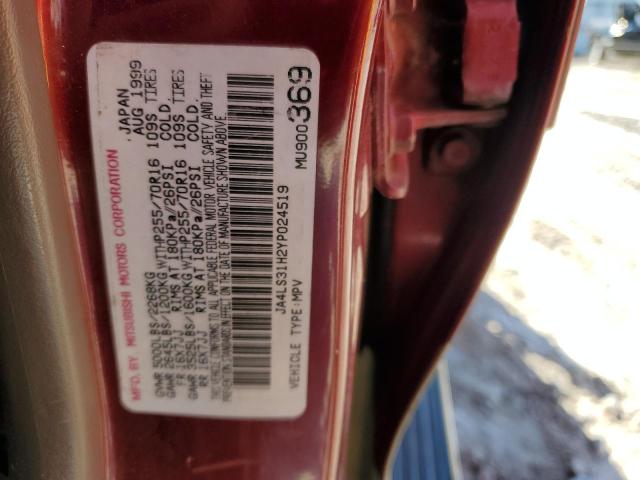 MFD. BY MITSUBISHI MOTORS CORPORATION JAPAN
AUG 1999
GVWR 5000LBS/2268KG
GAWR 2645LBS/1200KG WITH P255/70R16 109S TIRES
FR 16X7JJ RIMS AT 180KPa/26PSI COLD.
GAWR 3525LBS/1600KG WITH P255/70R16 109S TIRES
RR 16X7JJ RIMS AT 180KPa/26PSI COLD.
THIS VEHICLE CONFORMS TO ALL APPLICABLE FEDERAL MOTOR VEHICLE SAFETY AND THEFT
PREVENTION STANDARDS IN EFFECT ON THE DATE OF MANUFACTURE SHOWN ABOVE.
JA4LS31H2YP024519
VEHICLE TYPE:MPV
MU900369